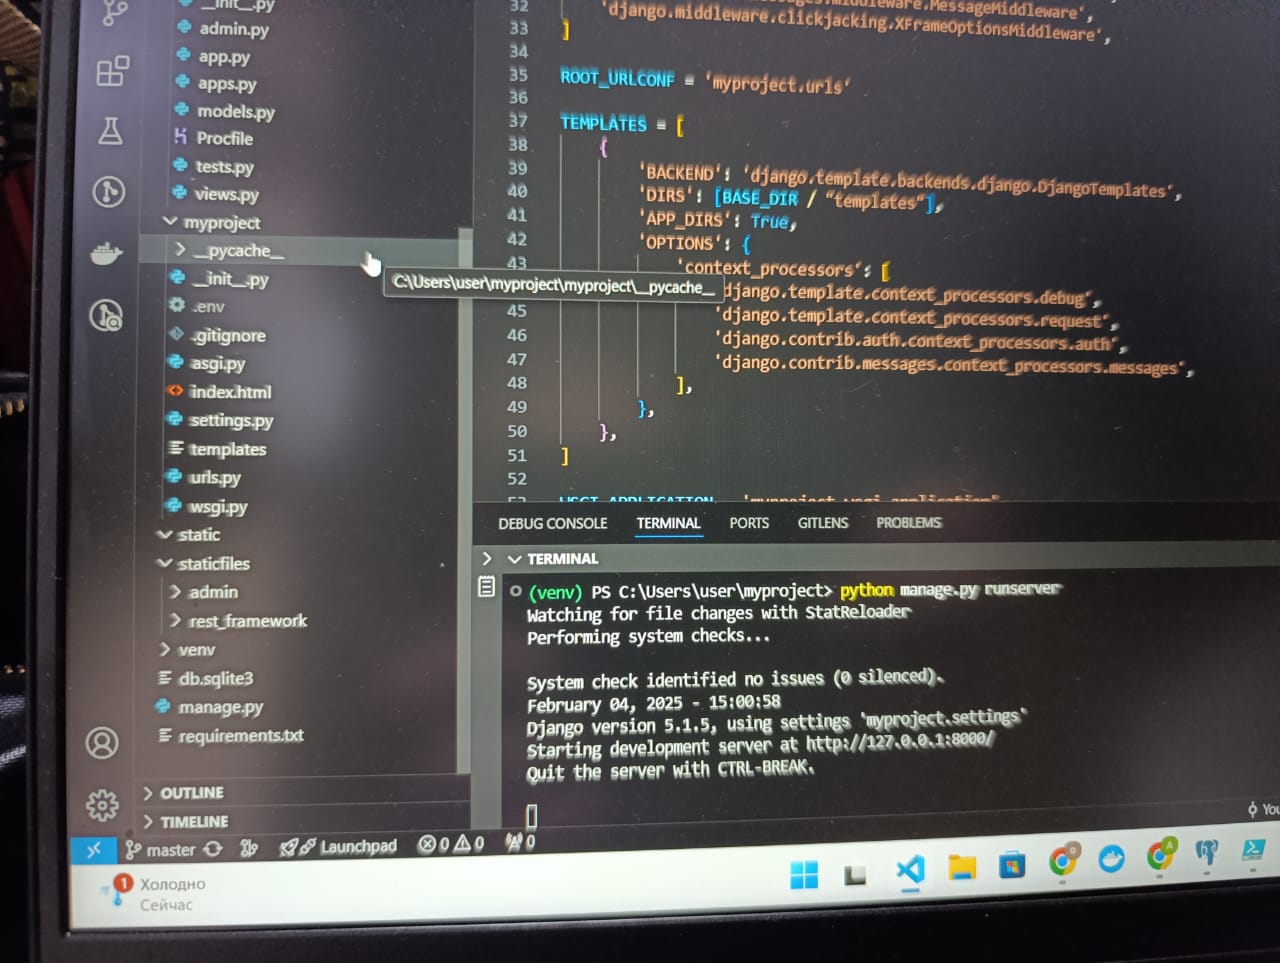 __init__.py
admin.py
app.py
apps.py
models.py
Procfile
tests.py
views.py
myproject
__pycache__
__init__.py
.env
.gitignore
asgi.py
index.html
settings.py
templates
urls.py
wsgi.py
static
staticfiles
admin
rest_framework
venv
db.sqlite3
manage.py
requirements.txt
OUTLINE
TIMELINE
C:\Users\user\myproject\myproject\__pycache__
32 .middleware.MessageMiddleware',
33 'django.middleware.clickjacking.XFrameOptionsMiddleware',
]
34
35 ROOT_URLCONF = 'myproject.urls'
36
37 TEMPLATES = [
38 {
39 'BACKEND': 'django.template.backends.django.DjangoTemplates',
40 'DIRS': [BASE_DIR / "templates"],
41 'APP_DIRS': True,
42 'OPTIONS': {
43 'context_processors': [
'django.template.context_processors.debug',
45 'django.template.context_processors.request',
46 'django.contrib.auth.context_processors.auth',
47 'django.contrib.messages.context_processors.messages',
48 ],
49 },
50 },
51 ]
52
53 WSGI_APPLICATION = 'myproject.wsgi.application'
DEBUG CONSOLE TERMINAL PORTS GITLENS PROBLEMS
TERMINAL
(venv) PS C:\Users\user\myproject> python manage.py runserver
Watching for file changes with StatReloader
Performing system checks...
System check identified no issues (0 silenced).
February 04, 2025 - 15:00:58
Django version 5.1.5, using settings 'myproject.settings'
Starting development server at http://127.0.0.1:8000/
Quit the server with CTRL-BREAK.
master Launchpad 0 0 0
You
1 Холодно
Сейчас